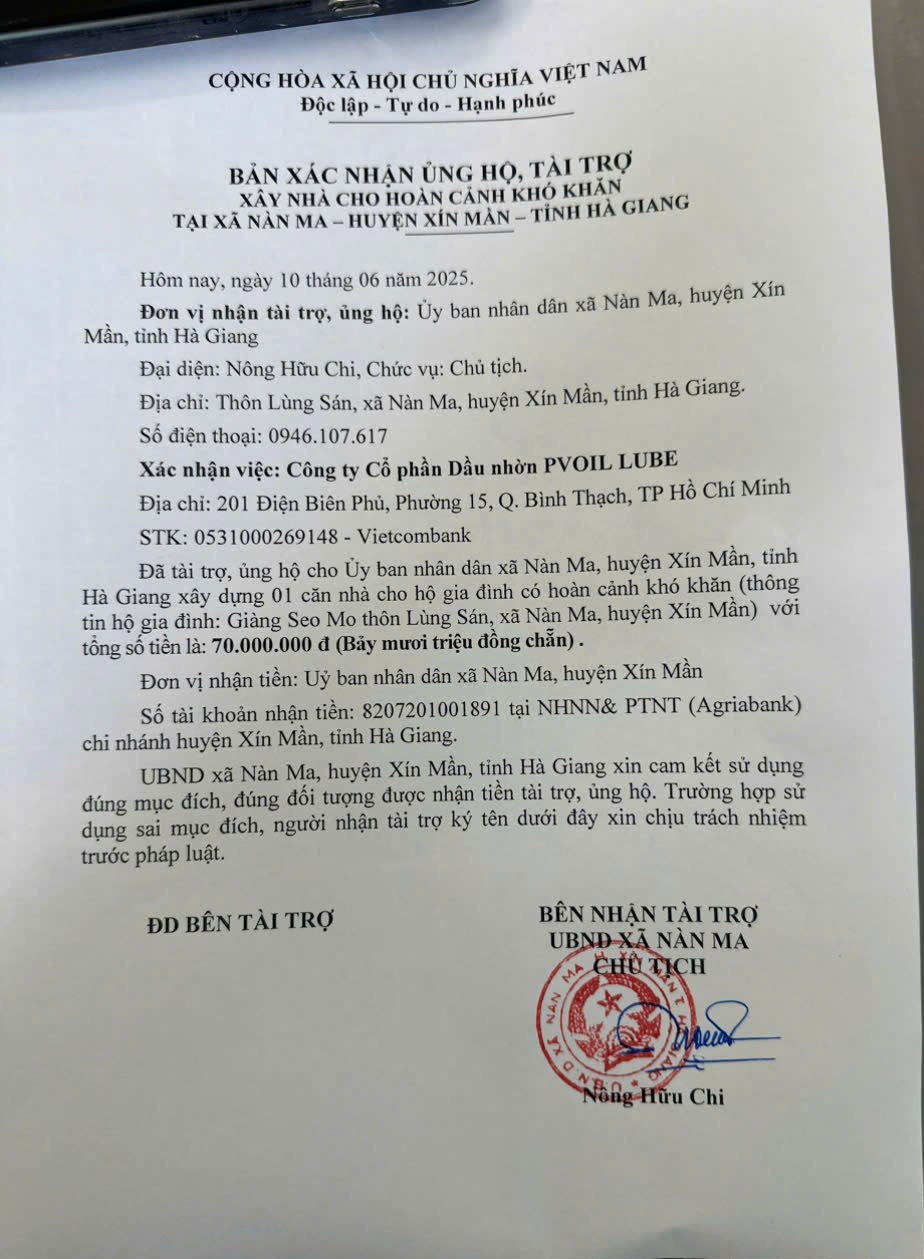 CỘNG HÒA XÃ HỘI CHỦ NGHĨA VIỆT NAM
Độc lập - Tự do - Hạnh phúc
BẢN XÁC NHẬN ỦNG HỘ, TÀI TRỢ
XÂY NHÀ CHO HOÀN CẢNH KHÓ KHĂN
TẠI XÃ NÀN MA – HUYỆN XÍN MẦN – TỈNH HÀ GIANG
Hôm nay, ngày 10 tháng 06 năm 2025.
Đơn vị nhận tài trợ, ủng hộ: Ủy ban nhân dân xã Nàn Ma, huyện Xín
Mần, tỉnh Hà Giang
Đại diện: Nông Hữu Chi, Chức vụ: Chủ tịch.
Địa chỉ: Thôn Lùng Sán, xã Nàn Ma, huyện Xín Mần, tỉnh Hà Giang.
Số điện thoại: 0946.107.617
Xác nhận việc: Công ty Cổ phần Dầu nhờn PVOIL LUBE
Địa chỉ: 201 Điện Biên Phủ, Phường 15, Q. Bình Thạch, TP Hồ Chí Minh
STK: 0531000269148 - Vietcombank
Đã tài trợ, ủng hộ cho Ủy ban nhân dân xã Nàn Ma, huyện Xín Mần, tỉnh
Hà Giang xây dựng 01 căn nhà cho hộ gia đình có hoàn cảnh khó khăn (thông
tin hộ gia đình: Giàng Seo Mo thôn Lùng Sán, xã Nàn Ma, huyện Xín Mần) với
tổng số tiền là: 70.000.000 đ (Bảy mươi triệu đồng chẵn) .
Đơn vị nhận tiền: Uỷ ban nhân dân xã Nàn Ma, huyện Xín Mần
Số tài khoản nhận tiền: 8207201001891 tại NHNN& PTNT (Agriabank)
chi nhánh huyện Xín Mần, tỉnh Hà Giang.
UBND xã Nàn Ma, huyện Xín Mần, tỉnh Hà Giang xin cam kết sử dụng
đúng mục đích, đúng đối tượng được nhận tiền tài trợ, ủng hộ. Trường hợp sử
dụng sai mục đích, người nhận tài trợ ký tên dưới đây xin chịu trách nhiệm
trước pháp luật.
ĐD BÊN TÀI TRỢ
BÊN NHẬN TÀI TRỢ
UBND XÃ NÀN MA
CHỦ TỊCH
U.B.N.D XÃ NÀN MA H. XÍN MẦN T. HÀ GIANG
Nông Hữu Chi